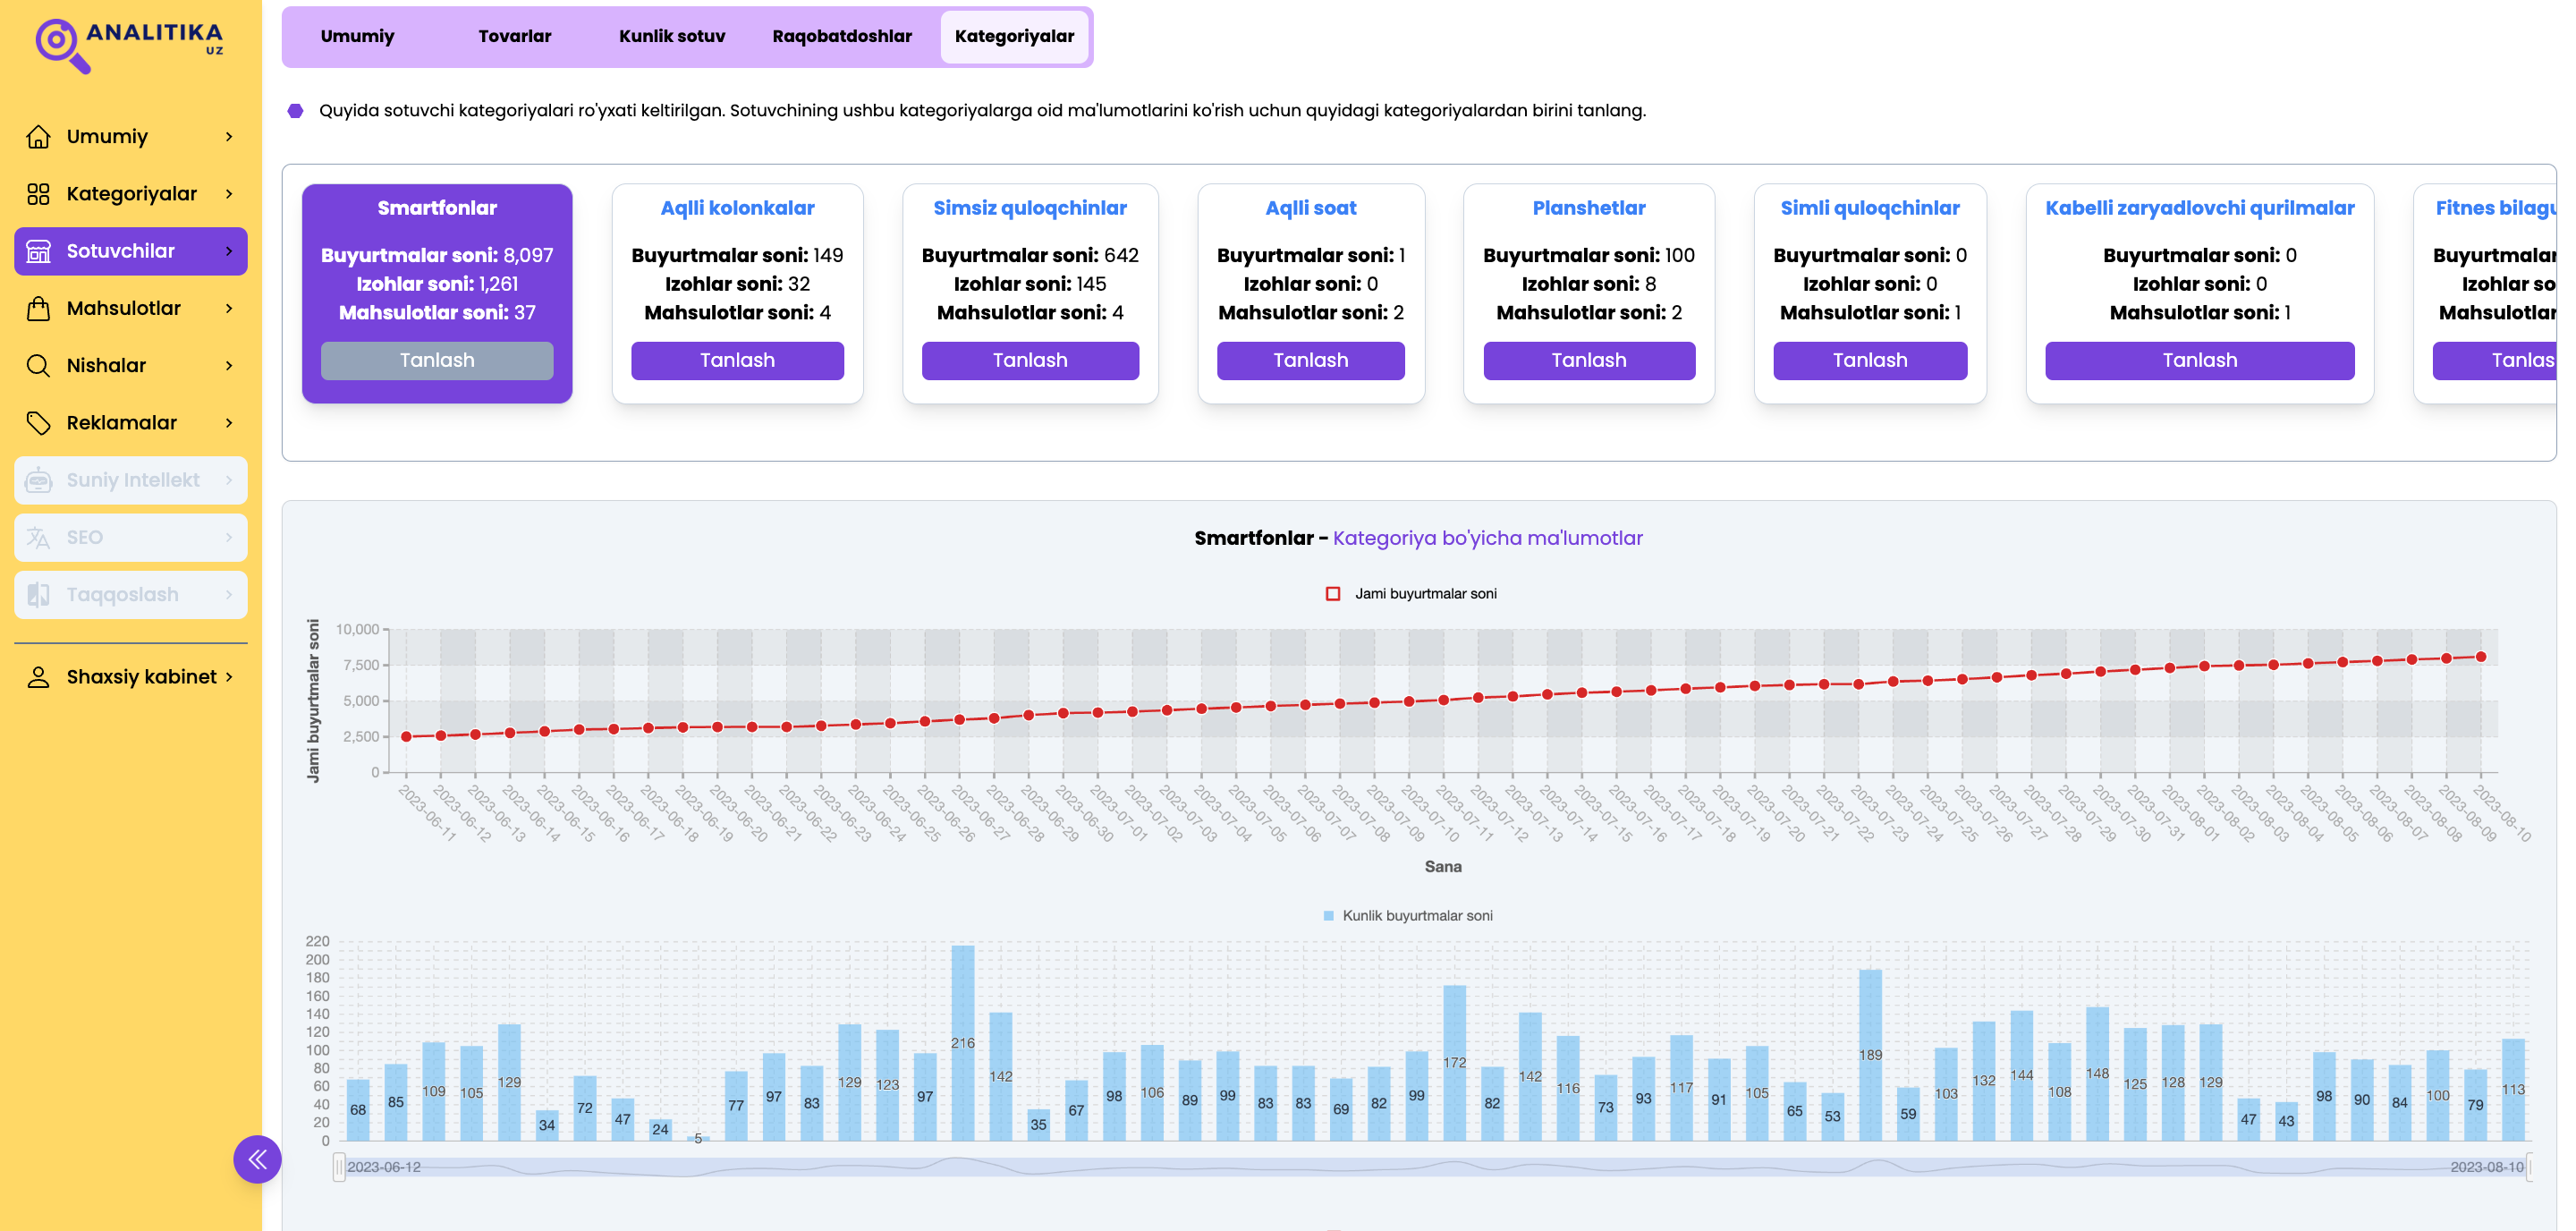 ANALITIKA
UZ
Umumiy
Kategoriyalar
Sotuvchilar
Mahsulotlar
Nishalar
Reklamalar
Suniy Intellekt
SEO
Taqqoslash
Shaxsiy kabinet
Umumiy Tovarlar Kunlik sotuv Raqobatdoshlar Kategoriyalar
Quyida sotuvchi kategoriyalari ro'yxati keltirilgan. Sotuvchining ushbu kategoriyalarga oid ma'lumotlarini ko'rish uchun quyidagi kategoriyalardan birini tanlang.
Smartfonlar
Buyurtmalar soni: 8,097
Izohlar soni: 1,261
Mahsulotlar soni: 37
Tanlash
Aqlli kolonkalar
Buyurtmalar soni: 149
Izohlar soni: 32
Mahsulotlar soni: 4
Tanlash
Simsiz quloqchinlar
Buyurtmalar soni: 642
Izohlar soni: 145
Mahsulotlar soni: 4
Tanlash
Aqlli soat
Buyurtmalar soni: 1
Izohlar soni: 0
Mahsulotlar soni: 2
Tanlash
Planshetlar
Buyurtmalar soni: 100
Izohlar soni: 8
Mahsulotlar soni: 2
Tanlash
Simli quloqchinlar
Buyurtmalar soni: 0
Izohlar soni: 0
Mahsulotlar soni: 1
Tanlash
Kabelli zaryadlovchi qurilmalar
Buyurtmalar soni: 0
Izohlar soni: 0
Mahsulotlar soni: 1
Tanlash
Fitnes
Smartfonlar - Kategoriya bo'yicha ma'lumotlar
Jami buyurtmalar soni
Jami buyurtmalar soni
10,000
7,500
5,000
2,500
0
2023-06-11 2023-06-12 2023-06-13 2023-06-14 2023-06-15 2023-06-16 2023-06-17 2023-06-18 2023-06-19 2023-06-20 2023-06-21 2023-06-22 2023-06-23 2023-06-24 2023-06-25 2023-06-26 2023-06-27 2023-06-28 2023-06-29 2023-06-30 2023-07-01 2023-07-02 2023-07-03 2023-07-04 2023-07-05 2023-07-06 2023-07-07 2023-07-08 2023-07-09 2023-07-10 2023-07-11 2023-07-12 2023-07-13 2023-07-14 2023-07-15 2023-07-16 2023-07-17 2023-07-18 2023-07-19 2023-07-20 2023-07-21 2023-07-22 2023-07-23 2023-07-24 2023-07-25 2023-07-26 2023-07-27 2023-07-28 2023-07-29 2023-07-30 2023-07-31 2023-08-01 2023-08-02 2023-08-03 2023-08-04 2023-08-05 2023-08-06 2023-08-07 2023-08-08 2023-08-09 2023-08-10
Sana
Kunlik buyurtmalar soni
220
200
180
160
140
120
100
80
60
40
20
0
68 85 109 105 129 34 72 47 24 5 77 97 83 129 123 97 216 142 35 67 98 106 89 99 83 83 69 82 99 172 82 142 116 73 93 117 91 105 65 53 189 59 103 132 144 108 148 125 128 129 47 43 98 90 84 100 79 113
2023-06-12 2023-08-10